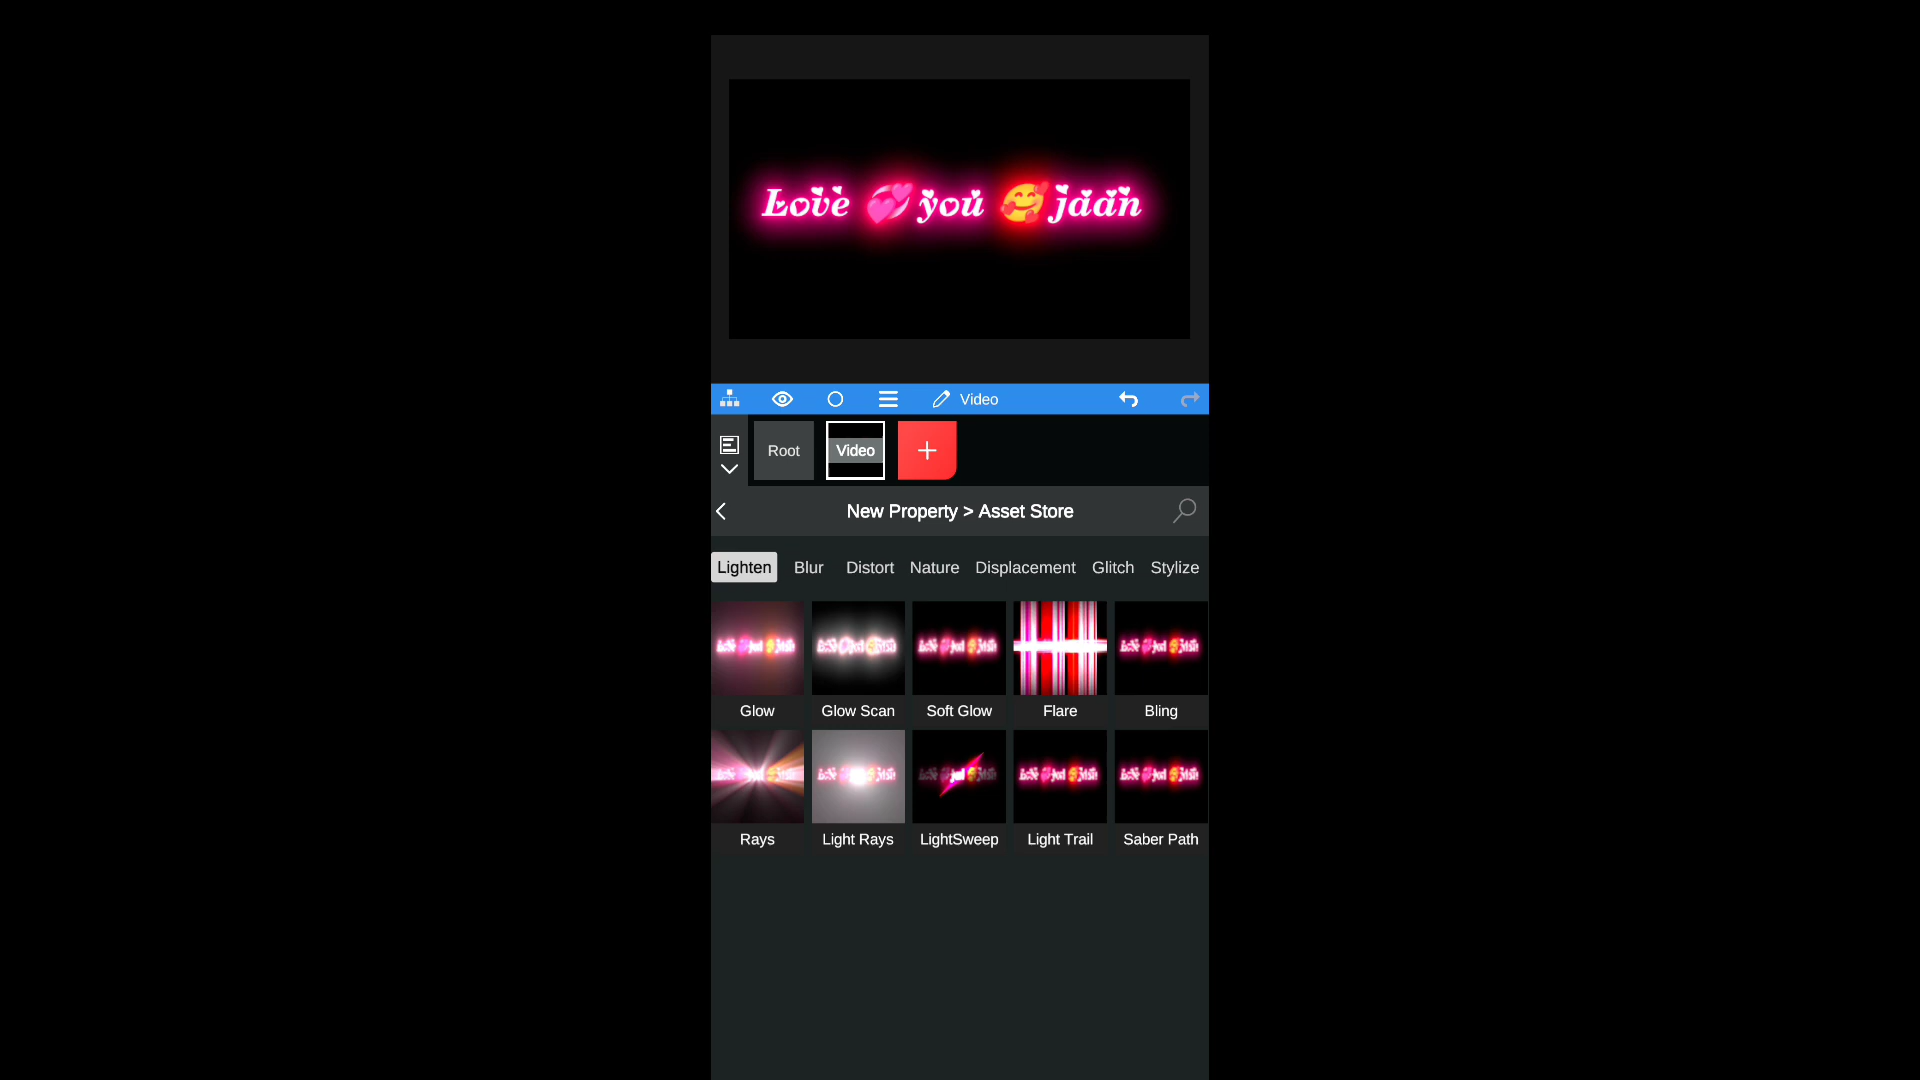 Love 💞 you 🥰 jaan
Video
Root
Video
New Property > Asset Store
Lighten Blur Distort Nature Displacement Glitch Stylize
Glow Glow Scan Soft Glow Flare Bling
Rays Light Rays LightSweep Light Trail Saber Path